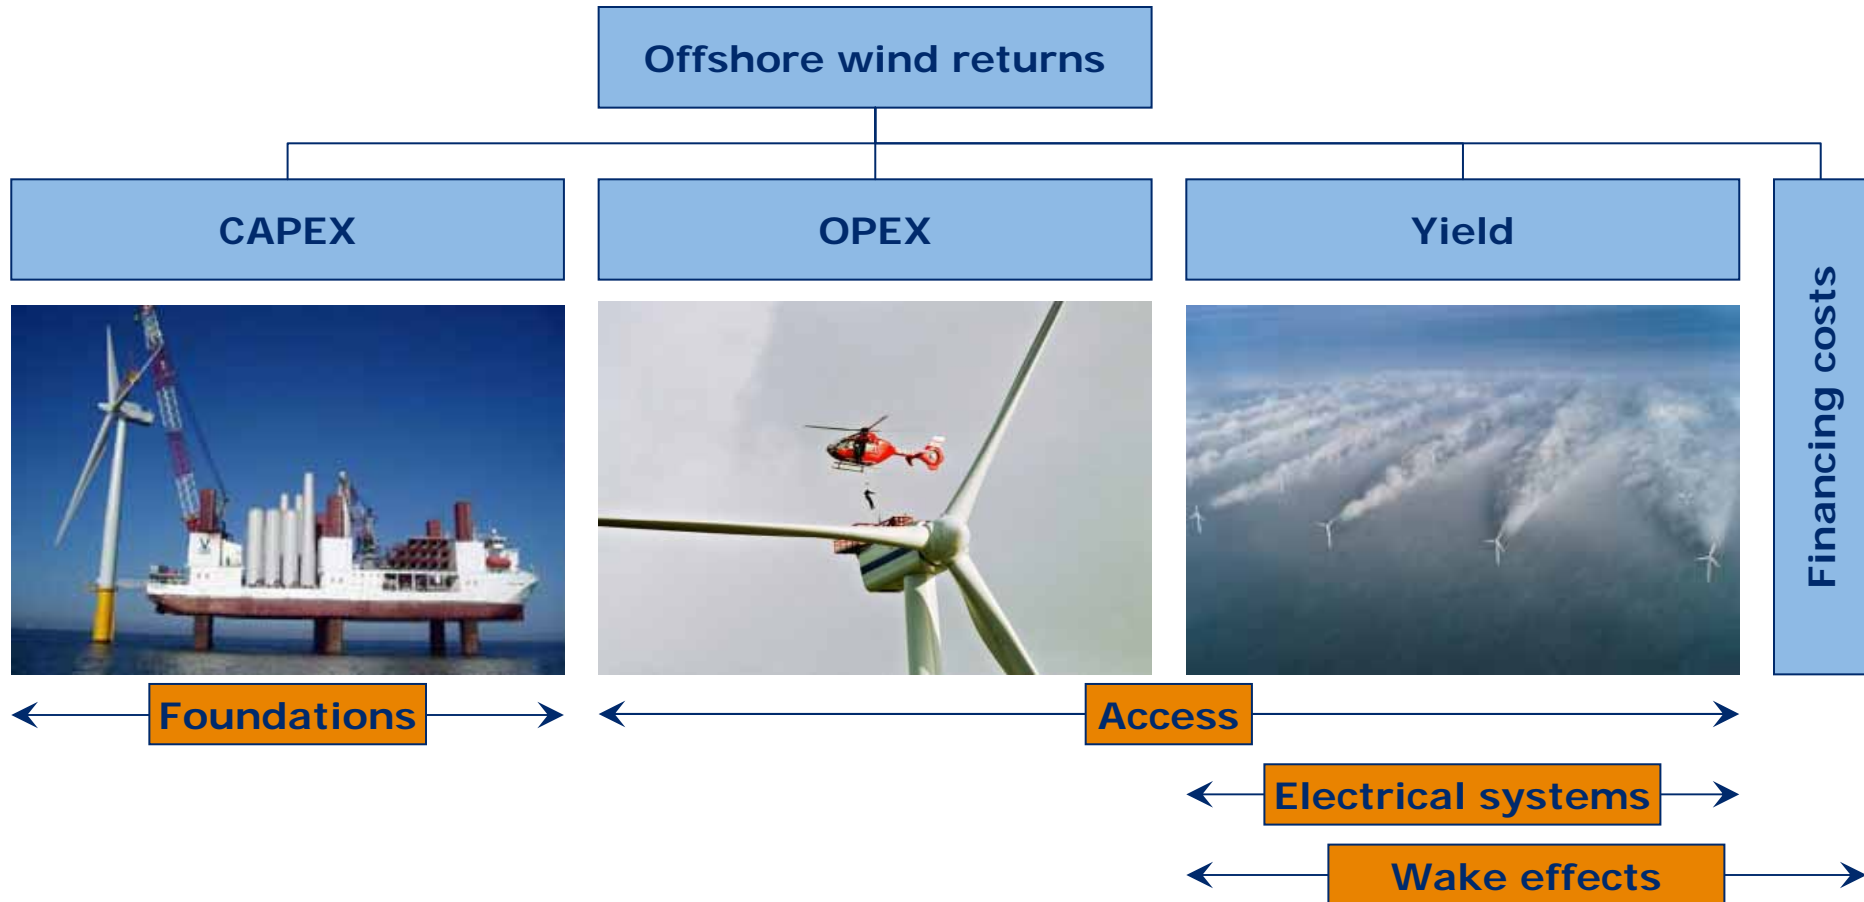 Offshore wind returns
CAPEX
OPEX
Yield
Financing costs
Foundations
Access
Electrical systems
Wake effects